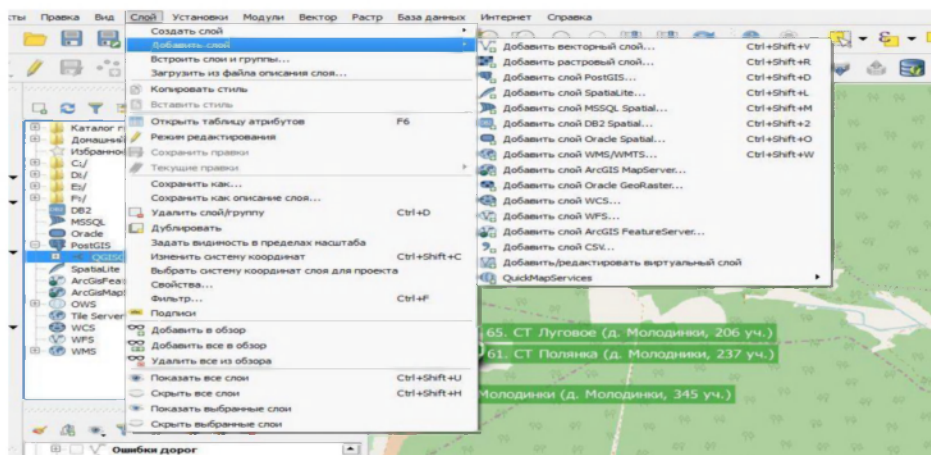 Правка Вид Слой Установки Модули Вектор Растр База данных Интернет Справка
Создать слой
Добавить слой
Встроить слои и группы...
Загрузить из файла описания слоя...
Копировать стиль
Вставить стиль
Открыть таблицу атрибутов F6
Режим редактирования
Сохранить правки
Текущие правки
Сохранить как...
Сохранить как описание слоя...
Удалить слой/группу Ctrl+D
Дублировать
Задать видимость в пределах масштаба
Изменить систему координат Ctrl+Shift+C
Выбрать систему координат слоя для проекта
Свойства...
Фильтр... Ctrl+F
Подписи
Добавить в обзор
Добавить все в обзор
Удалить все из обзора
Показать все слои Ctrl+Shift+U
Скрыть все слои Ctrl+Shift+H
Показать выбранные слои
Скрыть выбранные слои
Добавить векторный слой... Ctrl+Shift+V
Добавить растровый слой... Ctrl+Shift+R
Добавить слой PostGIS... Ctrl+Shift+D
Добавить слой SpatiaLite... Ctrl+Shift+L
Добавить слой MSSQL Spatial... Ctrl+Shift+M
Добавить слой DB2 Spatial... Ctrl+Shift+2
Добавить слой Oracle Spatial... Ctrl+Shift+O
Добавить слой WMS/WMTS... Ctrl+Shift+W
Добавить слой ArcGIS MapServer...
Добавить слой Oracle GeoRaster...
Добавить слой WCS...
Добавить слой WFS...
Добавить слой ArcGIS FeatureServer...
Добавить слой CSV...
Добавить/редактировать виртуальный слой
QuickMapServices
Каталог
Домашний
Избранное
C:/
D:/
E:/
F:/
DB2
MSSQL
Oracle
PostGIS
SpatiaLite
ArcGisFeat
ArcGisMap
OWS
Tile Server
WCS
WFS
WMS
65. СТ Луговое (д. Молодинки, 206 уч.)
61. СТ Полянка (д. Молодники, 237 уч.)
Молодинки (д. Молодинки, 345 уч.)
Ошибки дорог